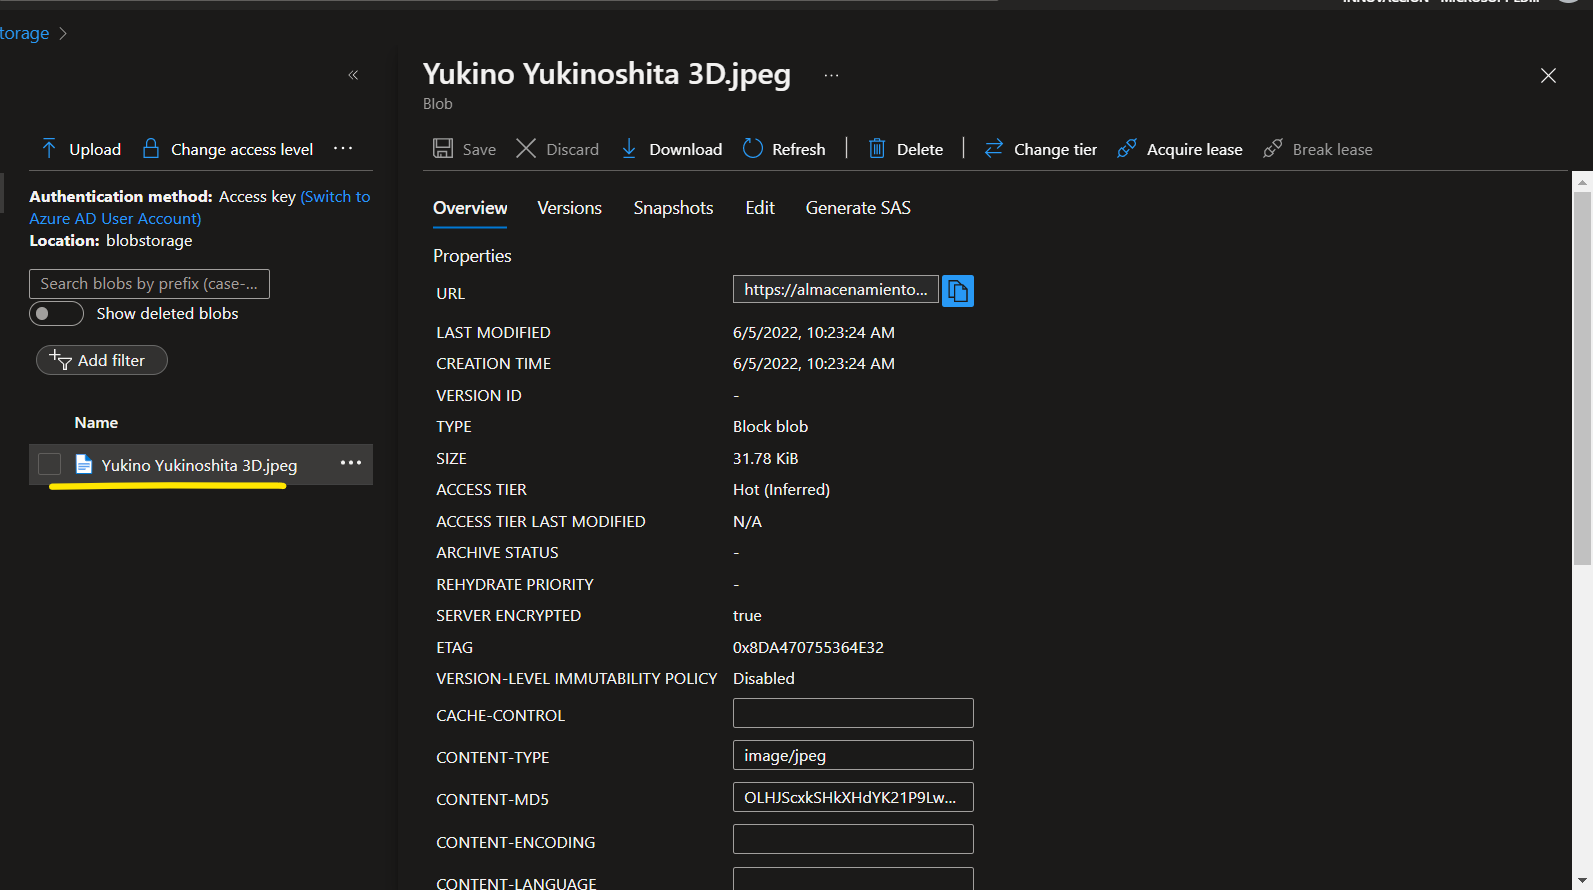 torage
«
Yukino Yukinoshita 3D.jpeg ...
Blob
Upload Change access level ...
Save Discard Download Refresh Delete Change tier Acquire lease Break lease
Authentication method: Access key (Switch to
Azure AD User Account)
Location: blobstorage
Search blobs by prefix (case-...
Show deleted blobs
Add filter
Name
Yukino Yukinoshita 3D.jpeg ...
Overview Versions Snapshots Edit Generate SAS
Properties
URL https://almacenamiento...
LAST MODIFIED 6/5/2022, 10:23:24 AM
CREATION TIME 6/5/2022, 10:23:24 AM
VERSION ID -
TYPE Block blob
SIZE 31.78 KiB
ACCESS TIER Hot (Inferred)
ACCESS TIER LAST MODIFIED N/A
ARCHIVE STATUS -
REHYDRATE PRIORITY -
SERVER ENCRYPTED true
ETAG 0x8DA470755364E32
VERSION-LEVEL IMMUTABILITY POLICY Disabled
CACHE-CONTROL
CONTENT-TYPE image/jpeg
CONTENT-MD5 OLHJScxkSHkXHdYK21P9Lw...
CONTENT-ENCODING
CONTENT-LANGUAGE